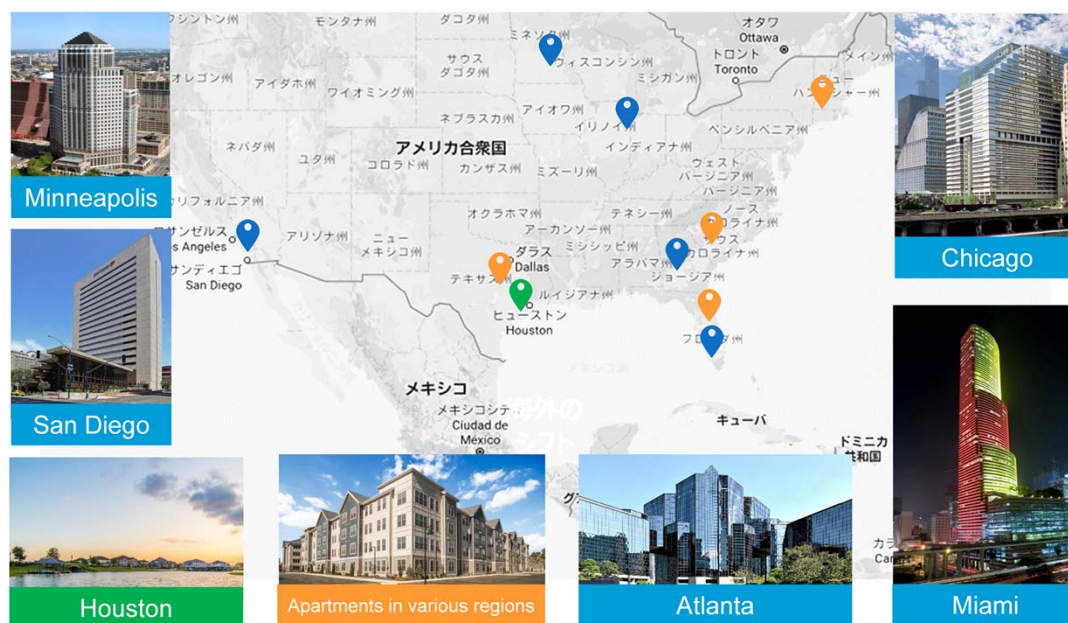 Minneapolis
San Diego
Houston
Apartments in various regions
Atlanta
Miami
Chicago
モンタナ州
ダコタ州
ミネソタ州
オタワ
Ottawa
トロント
Toronto
メイン州
オレゴン州
アイダホ州
ワイオミング州
サウス
ダコタ州
ウィスコンシン州
ミシガン州
ネブラスカ州
アイオワ州
イリノイ州
インディアナ州
ペンシルベニア州
ネバダ州
ユタ州
コロラド州
アメリカ合衆国
カンザス州
ミズーリ州
ウェスト
バージニア州
バージニア州
カリフォルニア州
オクラホマ州
テネシー州
ノース
カロライナ州
アーカンソー州
ミシシッピ州
サウス
カロライナ州
アラバマ州
ジョージア州
ロサンゼルス
Los Angeles
アリゾナ州
ニュー
メキシコ州
ダラス
Dallas
サンディエゴ
San Diego
テキサス州
ルイジアナ州
ヒューストン
Houston
フロリダ州
メキシコ
メキシコシテ
Ciudad de
México
海外の
シフト
キューバ
ドミニカ
共和国